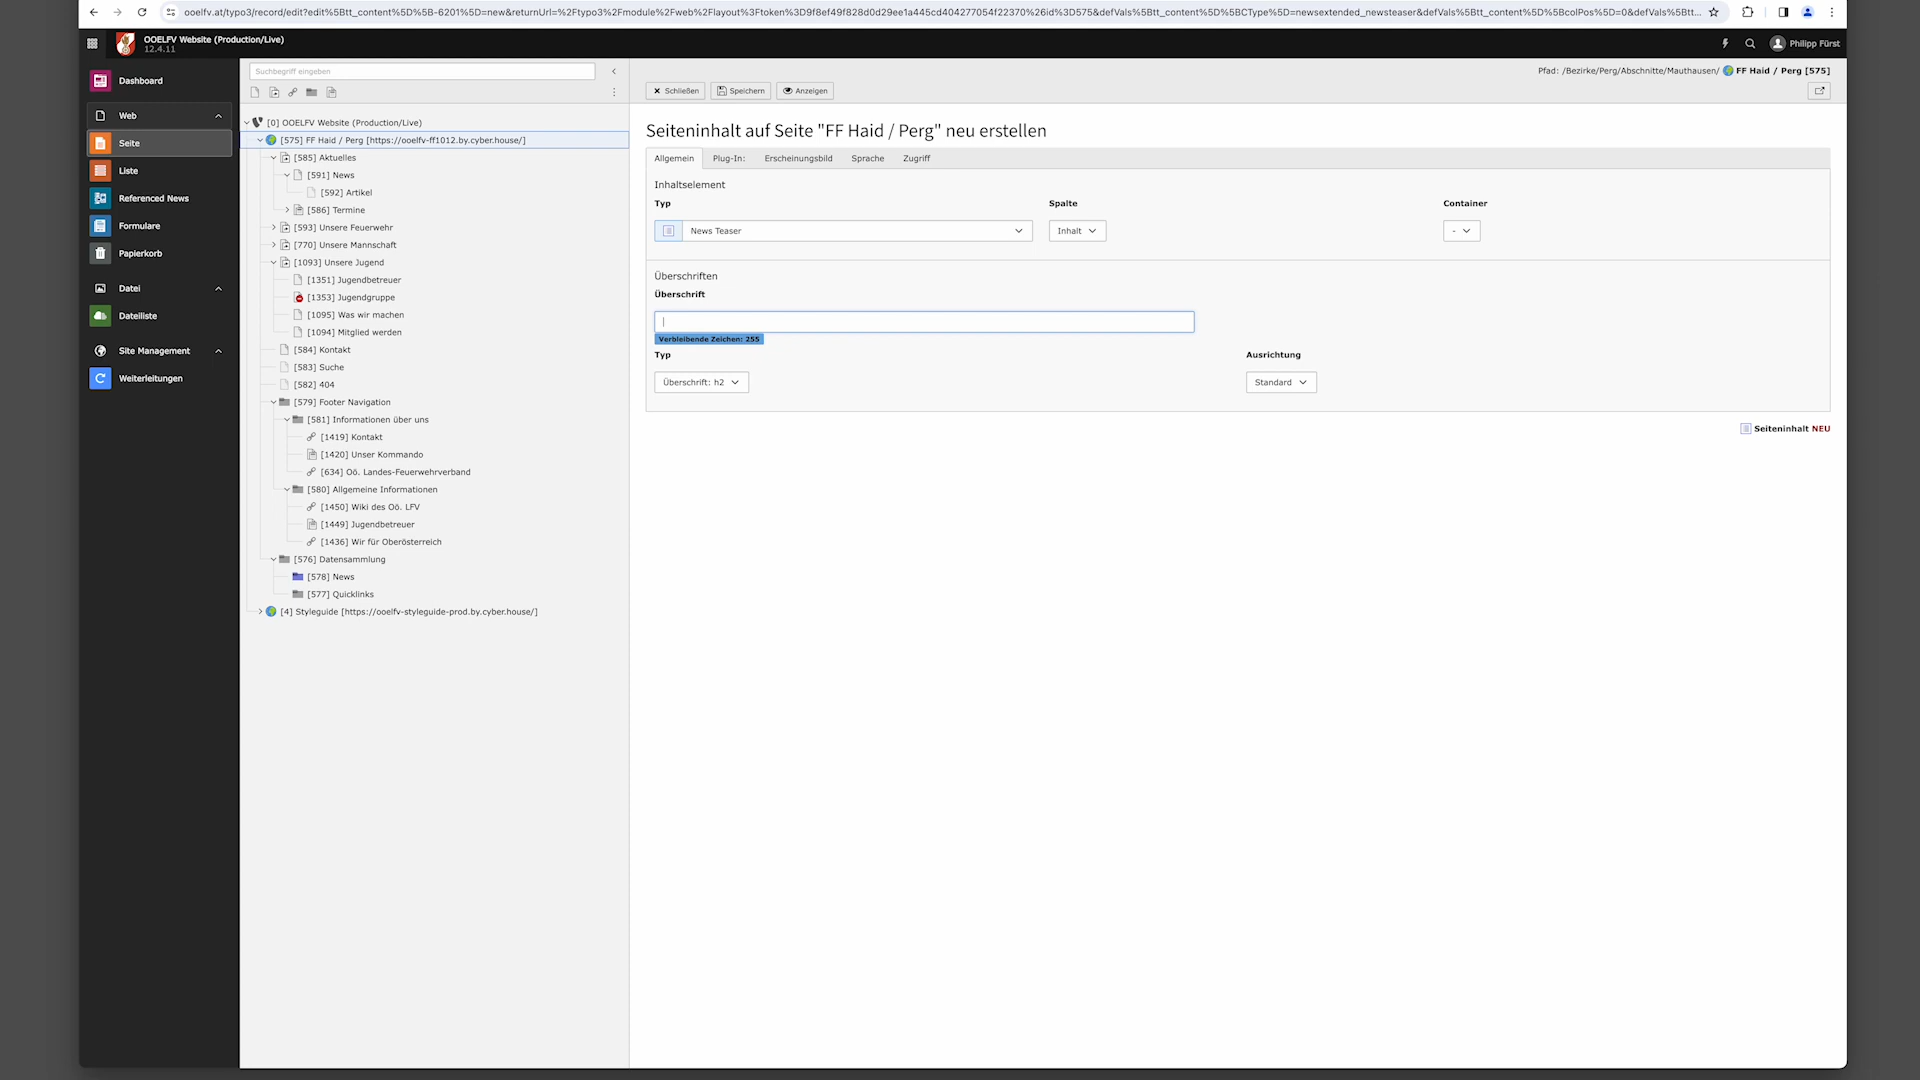 ooelfv.at/typo3/record/edit?edit%5Btt_content%5D%5B-6201%5D=new&returnUrl=%2Ftypo3%2Fmodule%2Fweb%2Flayout%3Ftoken%3D9f8ef49f828d0d29ee1a445cd404277054f22370%26id%3D575&defVals%5Btt_content%5D%5BCType%5D=newsextended_newsteaser&defVals%5Btt_content%5D%5BcolPos%5D=0&defVals%5Btt...
OOELFV Website (Production/Live)
12.4.11
Philipp Fürst
Dashboard
Web
Seite
Liste
Referenced News
Formulare
Papierkorb
Datei
Dateiliste
Site Management
Weiterleitungen
Suchbegriff eingeben
[0] OOELFV Website (Production/Live)
[575] FF Haid / Perg [https://ooelfv-ff1012.by.cyber.house/]
[585] Aktuelles
[591] News
[592] Artikel
[586] Termine
[593] Unsere Feuerwehr
[770] Unsere Mannschaft
[1093] Unsere Jugend
[1351] Jugendbetreuer
[1353] Jugendgruppe
[1095] Was wir machen
[1094] Mitglied werden
[584] Kontakt
[583] Suche
[582] 404
[579] Footer Navigation
[581] Informationen über uns
[1419] Kontakt
[1420] Unser Kommando
[634] Oö. Landes-Feuerwehrverband
[580] Allgemeine Informationen
[1450] Wiki des Oö. LFV
[1449] Jugendbetreuer
[1436] Wir für Oberösterreich
[576] Datensammlung
[578] News
[577] Quicklinks
[4] Styleguide [https://ooelfv-styleguide-prod.by.cyber.house/]
Pfad: /Bezirke/Perg/Abschnitte/Mauthausen/ FF Haid / Perg [575]
Schließen Speichern Anzeigen
Seiteninhalt auf Seite "FF Haid / Perg" neu erstellen
Allgemein Plug-In: Erscheinungsbild Sprache Zugriff
Inhaltselement
Typ Spalte Container
News Teaser Inhalt -
Überschriften
Überschrift
Verbleibende Zeichen: 255
Typ Ausrichtung
Überschrift: h2 Standard
Seiteninhalt NEU